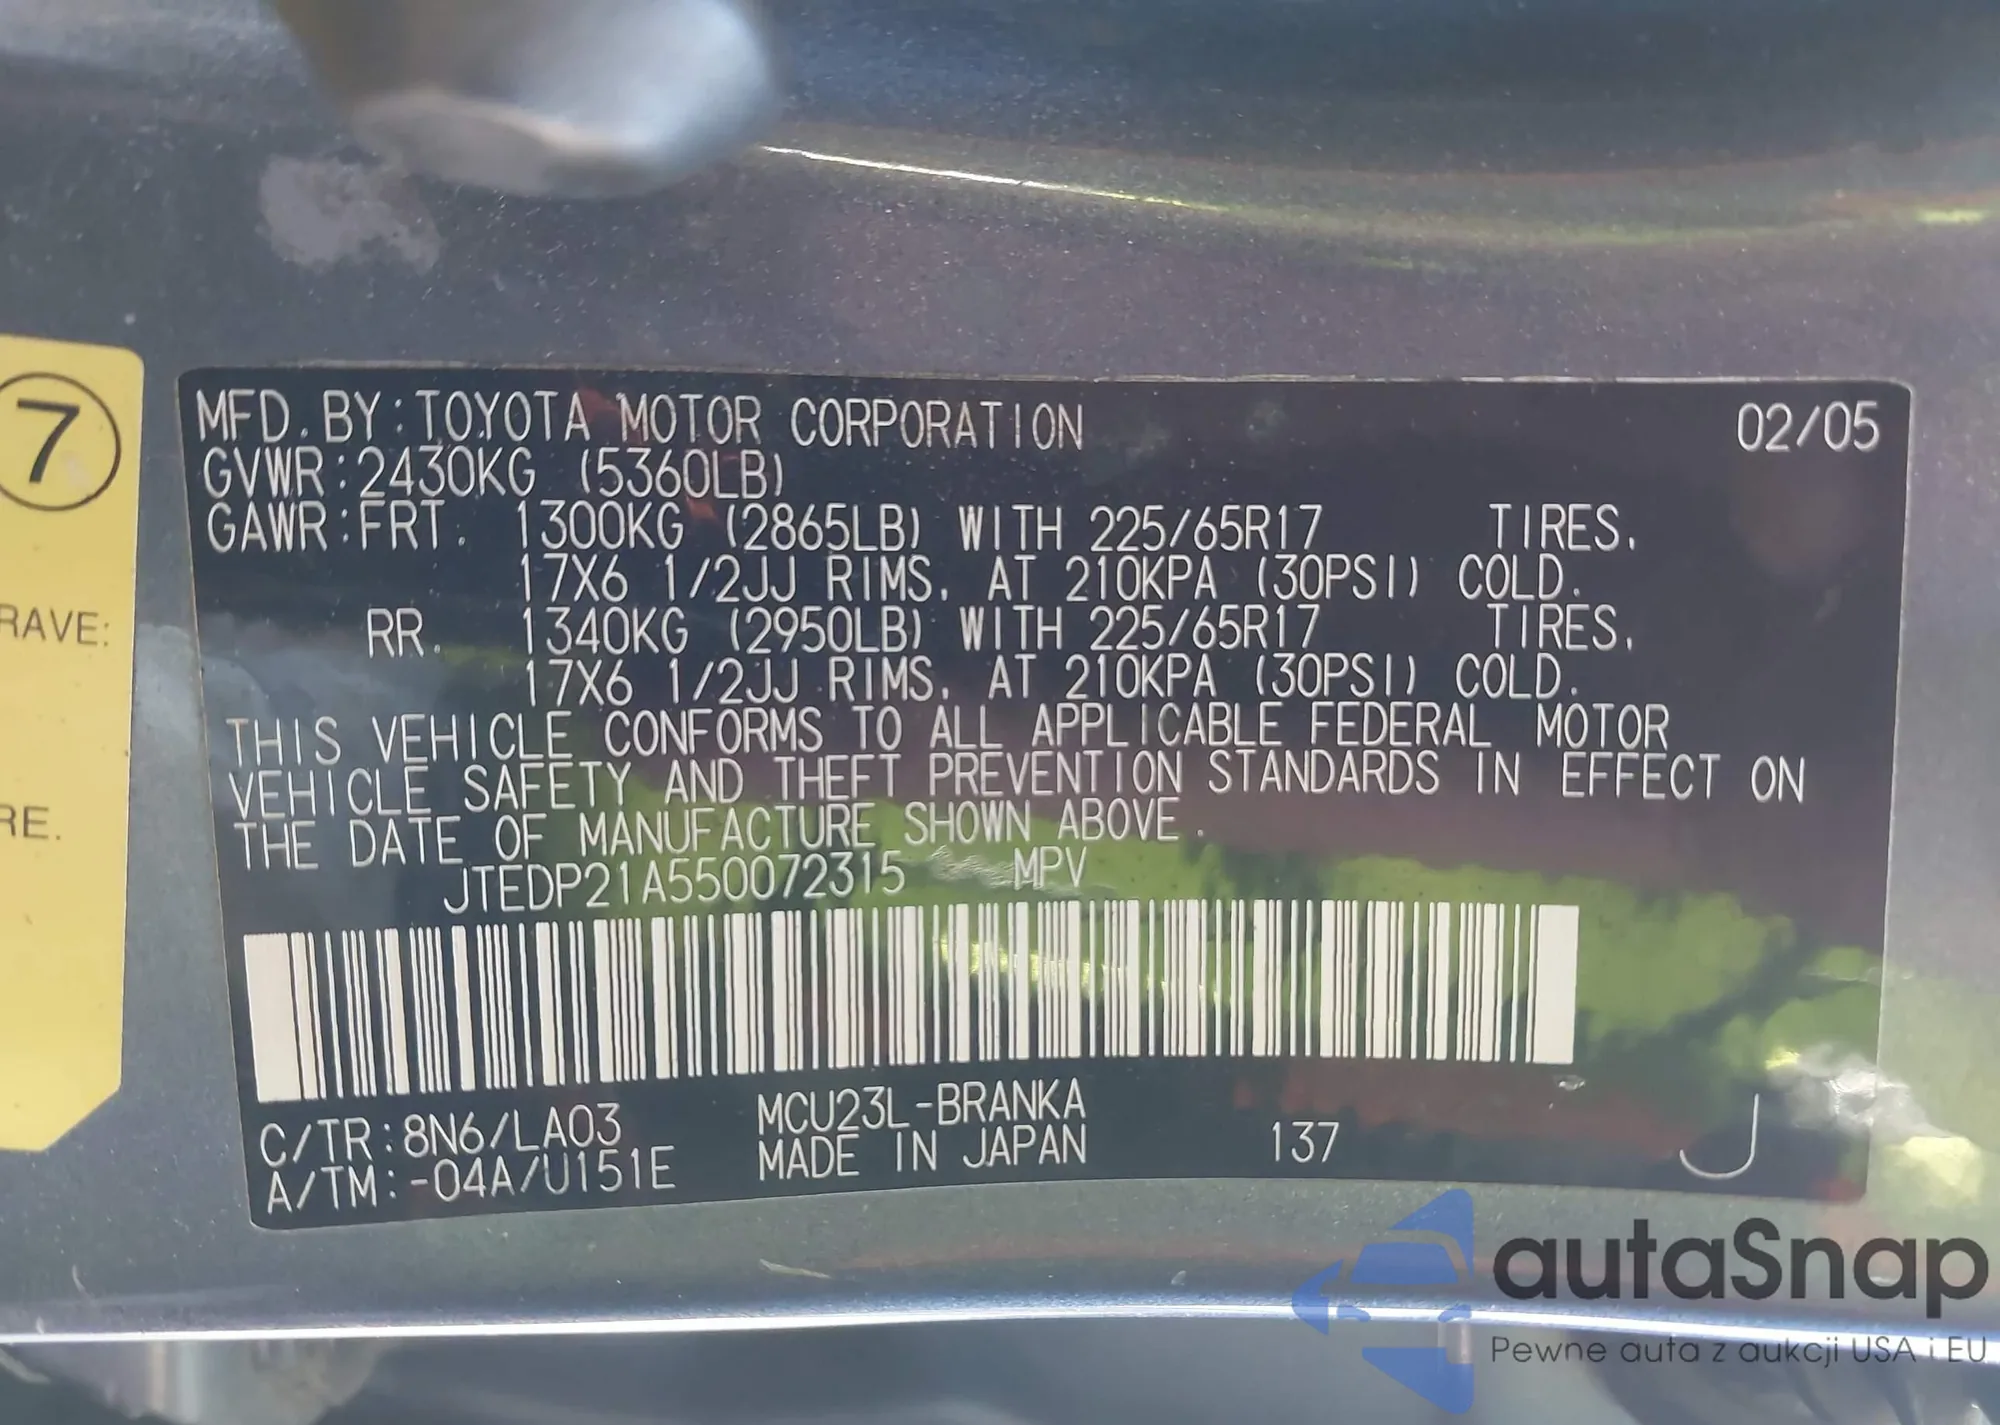 7
RAVE:
RE.
MFD. BY: TOYOTA MOTOR CORPORATION 02/05
GVWR: 2430KG (5360LB)
GAWR: FRT. 1300KG (2865LB) WITH 225/65R17 TIRES,
17X6 1/2JJ RIMS, AT 210KPA (30PSI) COLD.
RR. 1340KG (2950LB) WITH 225/65R17 TIRES,
17X6 1/2JJ RIMS, AT 210KPA (30PSI) COLD.
THIS VEHICLE CONFORMS TO ALL APPLICABLE FEDERAL MOTOR
VEHICLE SAFETY AND THEFT PREVENTION STANDARDS IN EFFECT ON
THE DATE OF MANUFACTURE SHOWN ABOVE.
JTEDP21A550072315 MPV
C/TR: 8N6/LA03 MCU23L-BRANKA
A/TM: -04A/U151E MADE IN JAPAN 137 J
autaSnap
Pewne auta z aukcji USA i EU